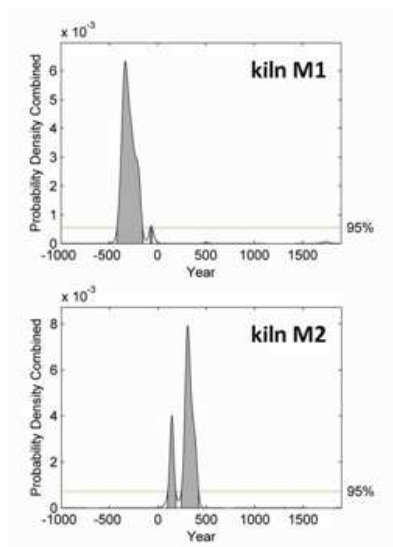 x 10-3
kiln M1
Probability Density Combined
6
5
4
3
2
1
0
95%
-1000 -500 0 500 1000 1500
Year
x 10-3
kiln M2
Probability Density Combined
8
6
4
2
0
95%
-1000 -500 0 500 1000 1500
Year